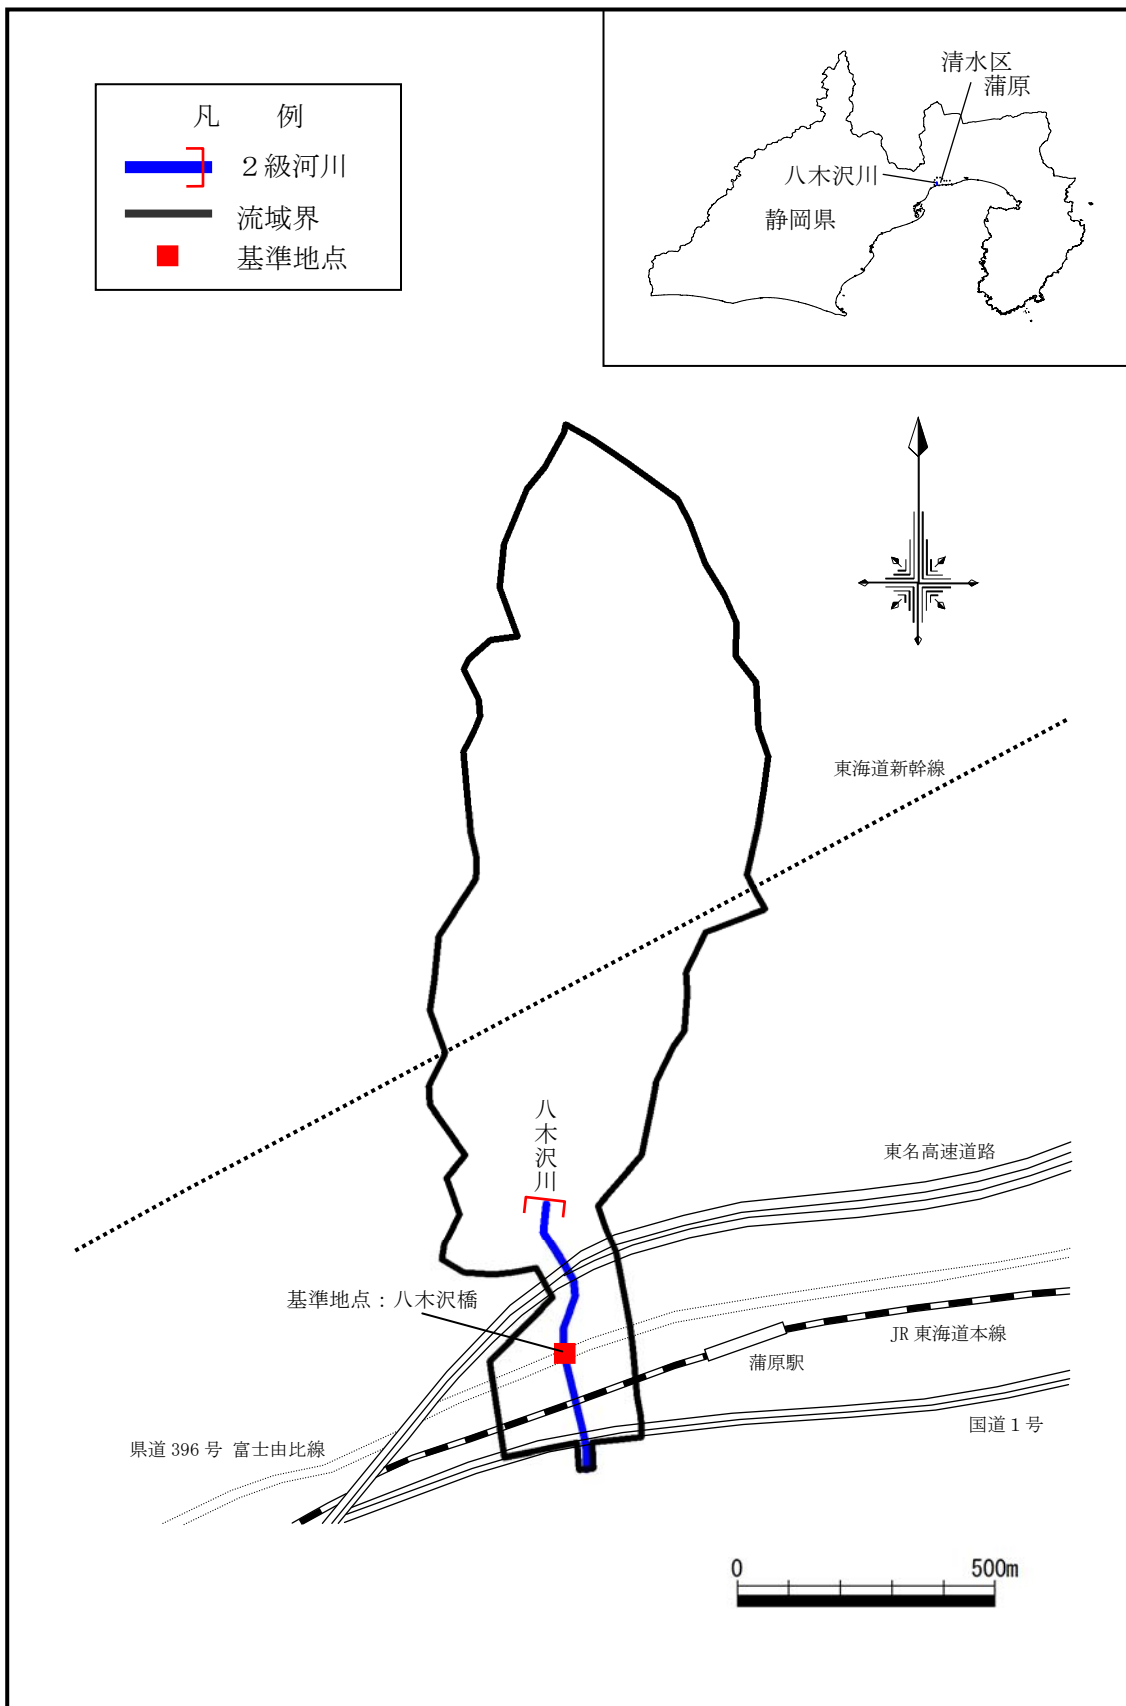 凡　例
２級河川
流域界
基準地点
清水区
蒲原
八木沢川
静岡県
東海道新幹線
八木沢川
東名高速道路
基準地点：八木沢橋
JR 東海道本線
蒲原駅
国道１号
県道 396 号 富士由比線
0 500m